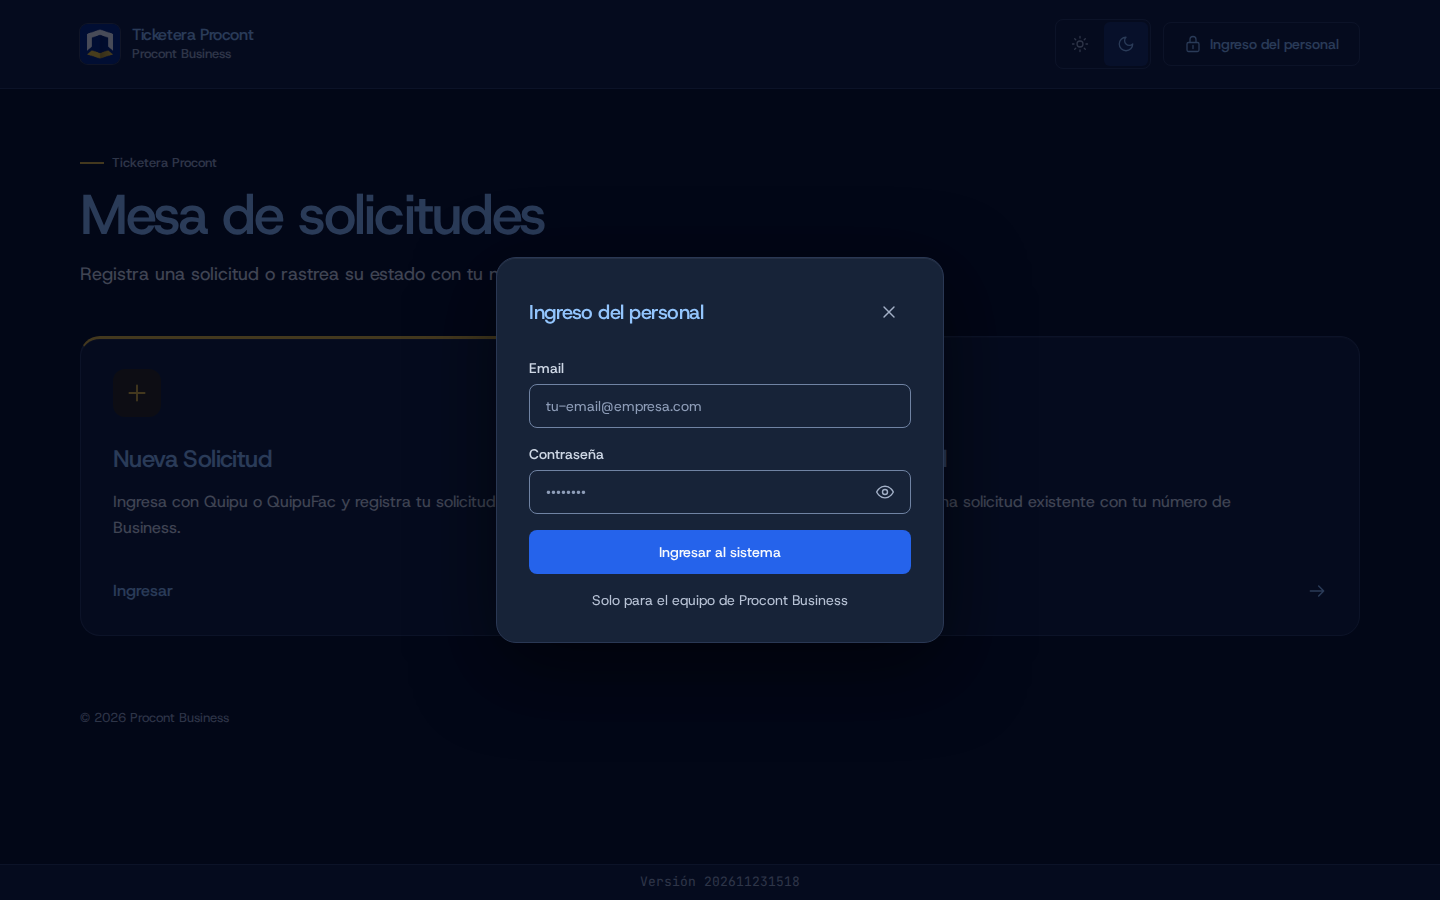 Ticketera Procont
Procont Business
Ingreso del personal
Ticketera Procont
Mesa de solicitudes
Registra una solicitud o rastrea su estado con tu
Ingreso del personal
Email
tu-email@empresa.com
Contraseña
••••••••
Ingresar al sistema
Solo para el equipo de Procont Business
Nueva Solicitud
Ingresa con Quipu o QuipuFac y registra tu solicitud
Business.
Ingresar
solicitud existente con tu número de
© 2026 Procont Business
Versión 202611231518